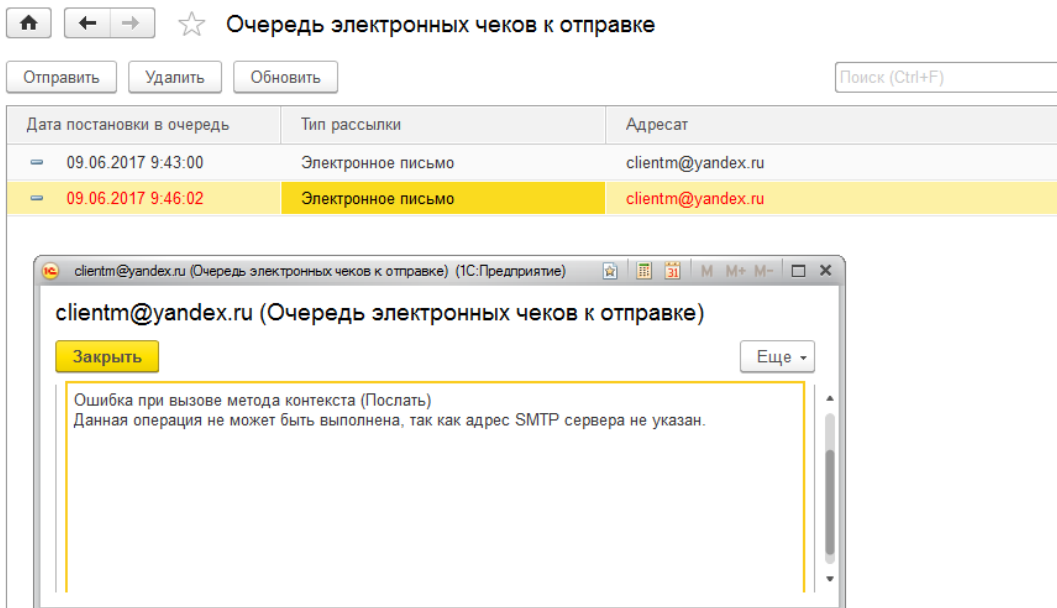 Очередь электронных чеков к отправке
Отправить Удалить Обновить Поиск (Ctrl+F)
Дата постановки в очередь Тип рассылки Адресат
09.06.2017 9:43:00 Электронное письмо clientm@yandex.ru
09.06.2017 9:46:02 Электронное письмо clientm@yandex.ru
1С clientm@yandex.ru (Очередь электронных чеков к отправке) (1С:Предприятие) 31 M M+ M-
clientm@yandex.ru (Очередь электронных чеков к отправке)
Закрыть Еще
Ошибка при вызове метода контекста (Послать)
Данная операция не может быть выполнена, так как адрес SMTP сервера не указан.